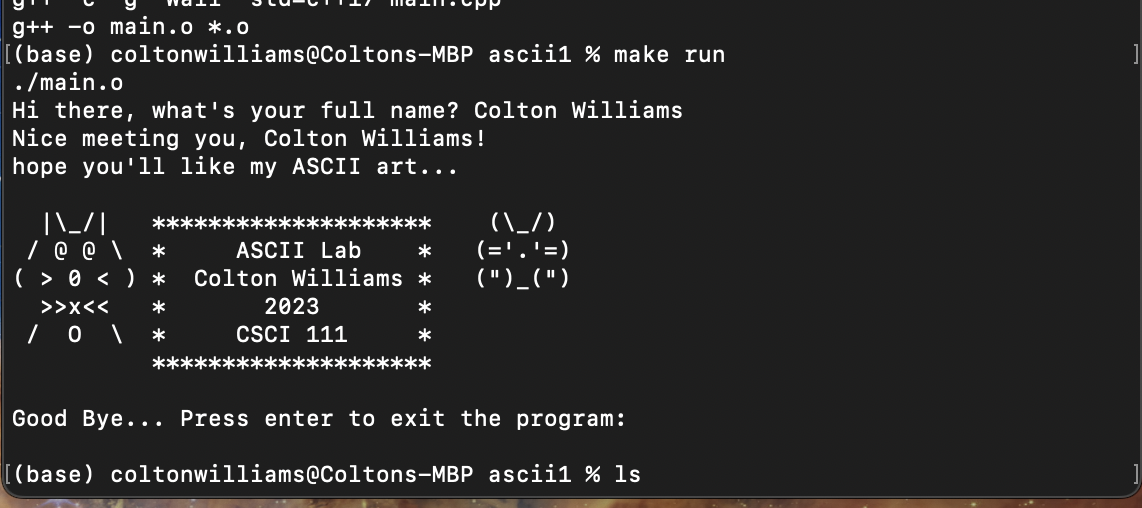 g++ -c -g -Wall -std=c++17 main.cpp
g++ -o main.o *.o
[(base) coltonwilliams@Coltons-MBP ascii1 % make run ]
./main.o
Hi there, what's your full name? Colton Williams
Nice meeting you, Colton Williams!
hope you'll like my ASCII art...

  |\_/|   ********************    (\_/)
 / @ @ \  *     ASCII Lab    *   (='.'=)
( > 0 < ) *  Colton Williams *   (")_(")
  >>x<<   *       2023       *
 /  O  \  *     CSCI 111     *
          ********************

Good Bye... Press enter to exit the program:

[(base) coltonwilliams@Coltons-MBP ascii1 % ls ]